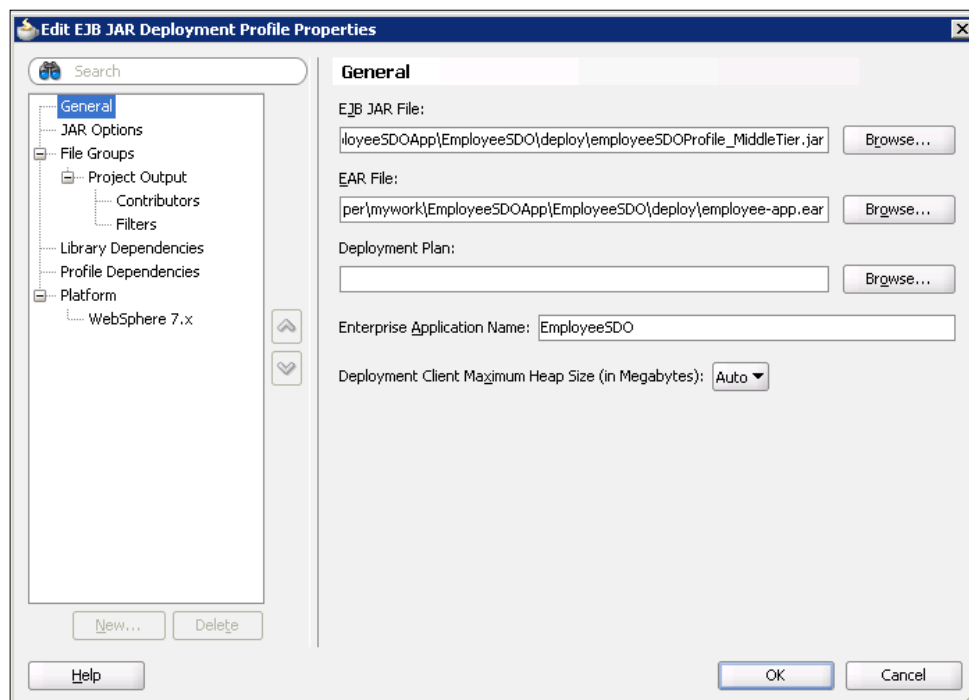 Edit EJB JAR Deployment Profile Properties
Search
General
JAR Options
File Groups
Project Output
Contributors
Filters
Library Dependencies
Profile Dependencies
Platform
WebSphere 7.x
New...
Delete
General
EJB JAR File:
loyeeSDOApp\EmployeeSDO\deploy\employeeSDOProfile_MiddleTier.jar
Browse...
EAR File:
per\mywork\EmployeeSDOApp\EmployeeSDO\deploy\employee-app.ear
Browse...
Deployment Plan:
Browse...
Enterprise Application Name: EmployeeSDO
Deployment Client Maximum Heap Size (in Megabytes): Auto
Help
OK
Cancel